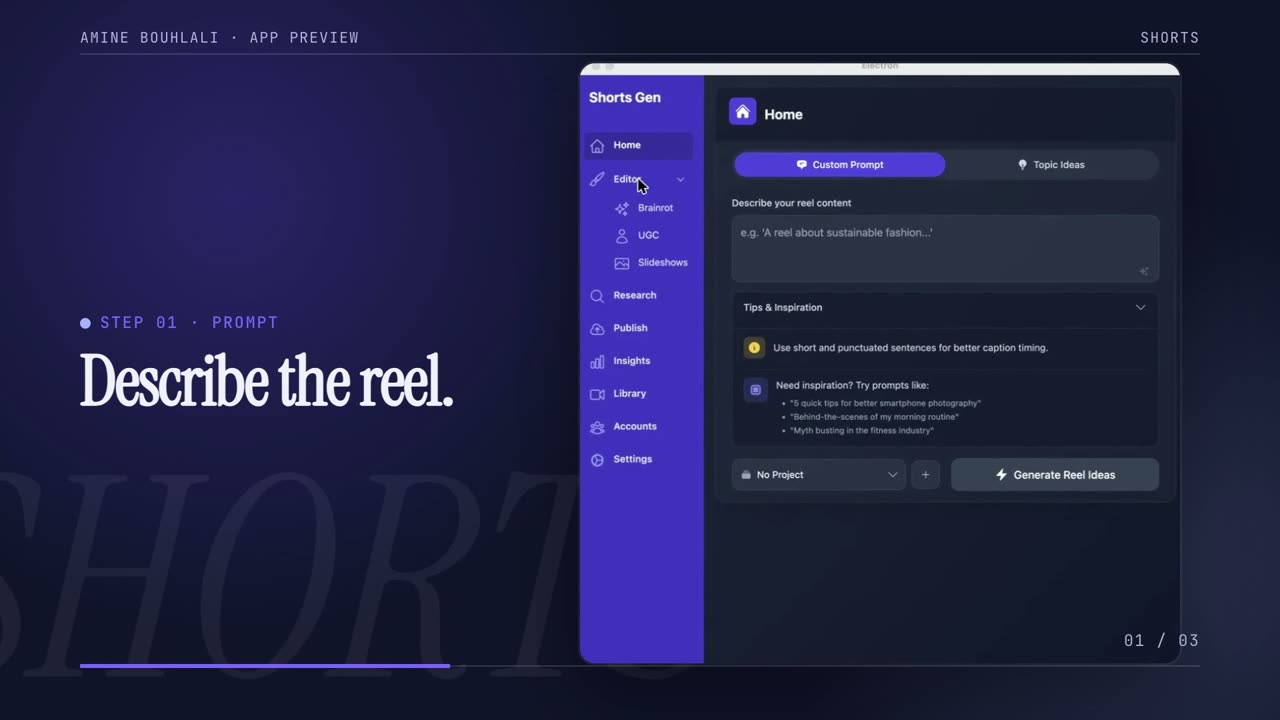 AMINE BOUHLALI · APP PREVIEW
SHORTS
Electron
Shorts Gen
Home
Editor
Brainrot
UGC
Slideshows
Research
Publish
Insights
Library
Accounts
Settings
Home
Custom Prompt
Topic Ideas
Describe your reel content
e.g. 'A reel about sustainable fashion...'
Tips & Inspiration
Use short and punctuated sentences for better caption timing.
Need inspiration? Try prompts like:
• "5 quick tips for better smartphone photography"
• "Behind-the-scenes of my morning routine"
• "Myth busting in the fitness industry"
No Project
+
Generate Reel Ideas
STEP 01 · PROMPT
Describe the reel.
SHORTS
01 / 03